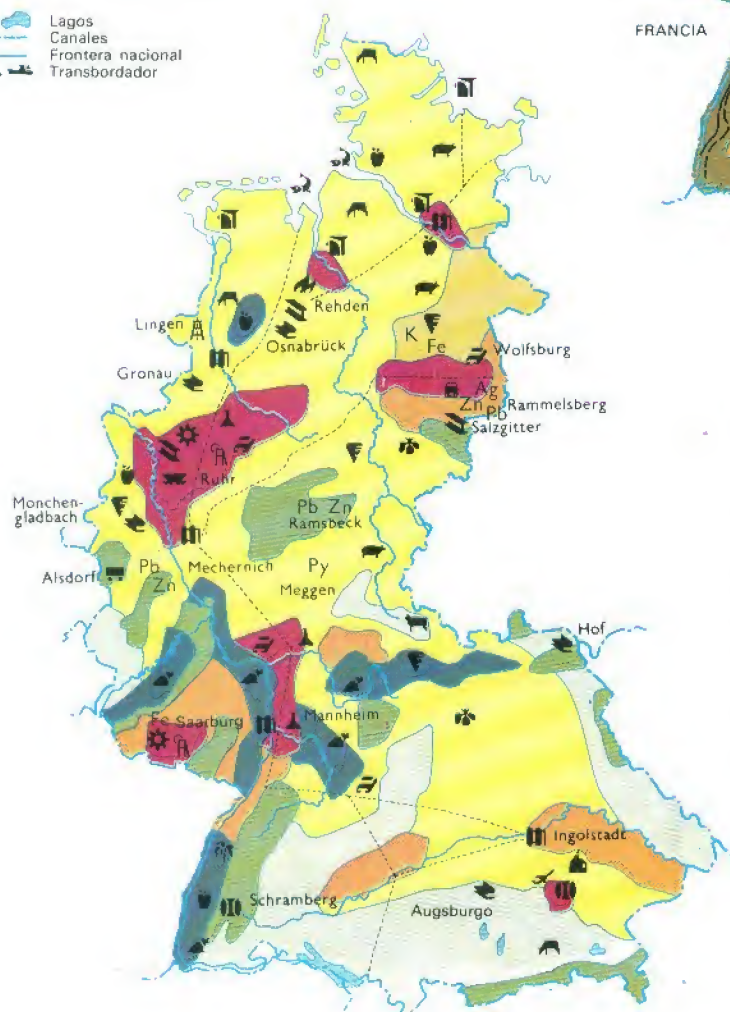 Lagos
Canales
Frontera nacional
Transbordador
FRANCIA
Lingen
Rehden
Osnabrück
Gronau
K
Fe
Wolfsburg
Ag
Zn
Pb
Rammelsberg
Salzgitter
Ruhr
Monchen-
gladbach
Pb Zn
Ramsbeck
Alsdorf
Pb
Zn
Mechernich
Py
Meggen
Hof
Fe
Saarburg
Mannheim
Ingolstadt
Schramberg
Augsburgo